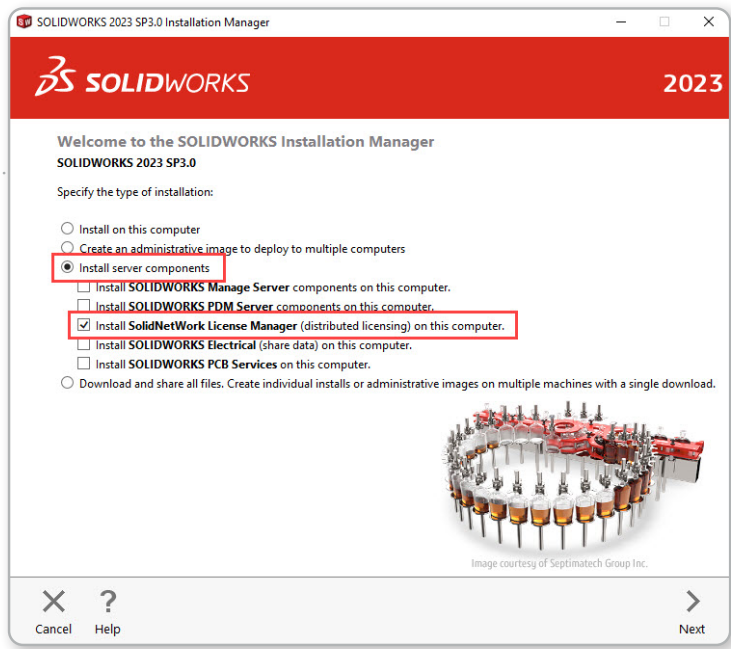 SOLIDWORKS 2023 SP3.0 Installation Manager
SOLIDWORKS
2023
Welcome to the SOLIDWORKS Installation Manager
SOLIDWORKS 2023 SP3.0
Specify the type of installation:
Install on this computer
Create an administrative image to deploy to multiple computers
Install server components
Install SOLIDWORKS Manage Server components on this computer.
Install SOLIDWORKS PDM Server components on this computer.
Install SolidNetWork License Manager (distributed licensing) on this computer.
Install SOLIDWORKS Electrical (share data) on this computer.
Install SOLIDWORKS PCB Services on this computer.
Download and share all files. Create individual installs or administrative images on multiple machines with a single download.
Image courtesy of Septimatech Group Inc.
Cancel
Help
Next